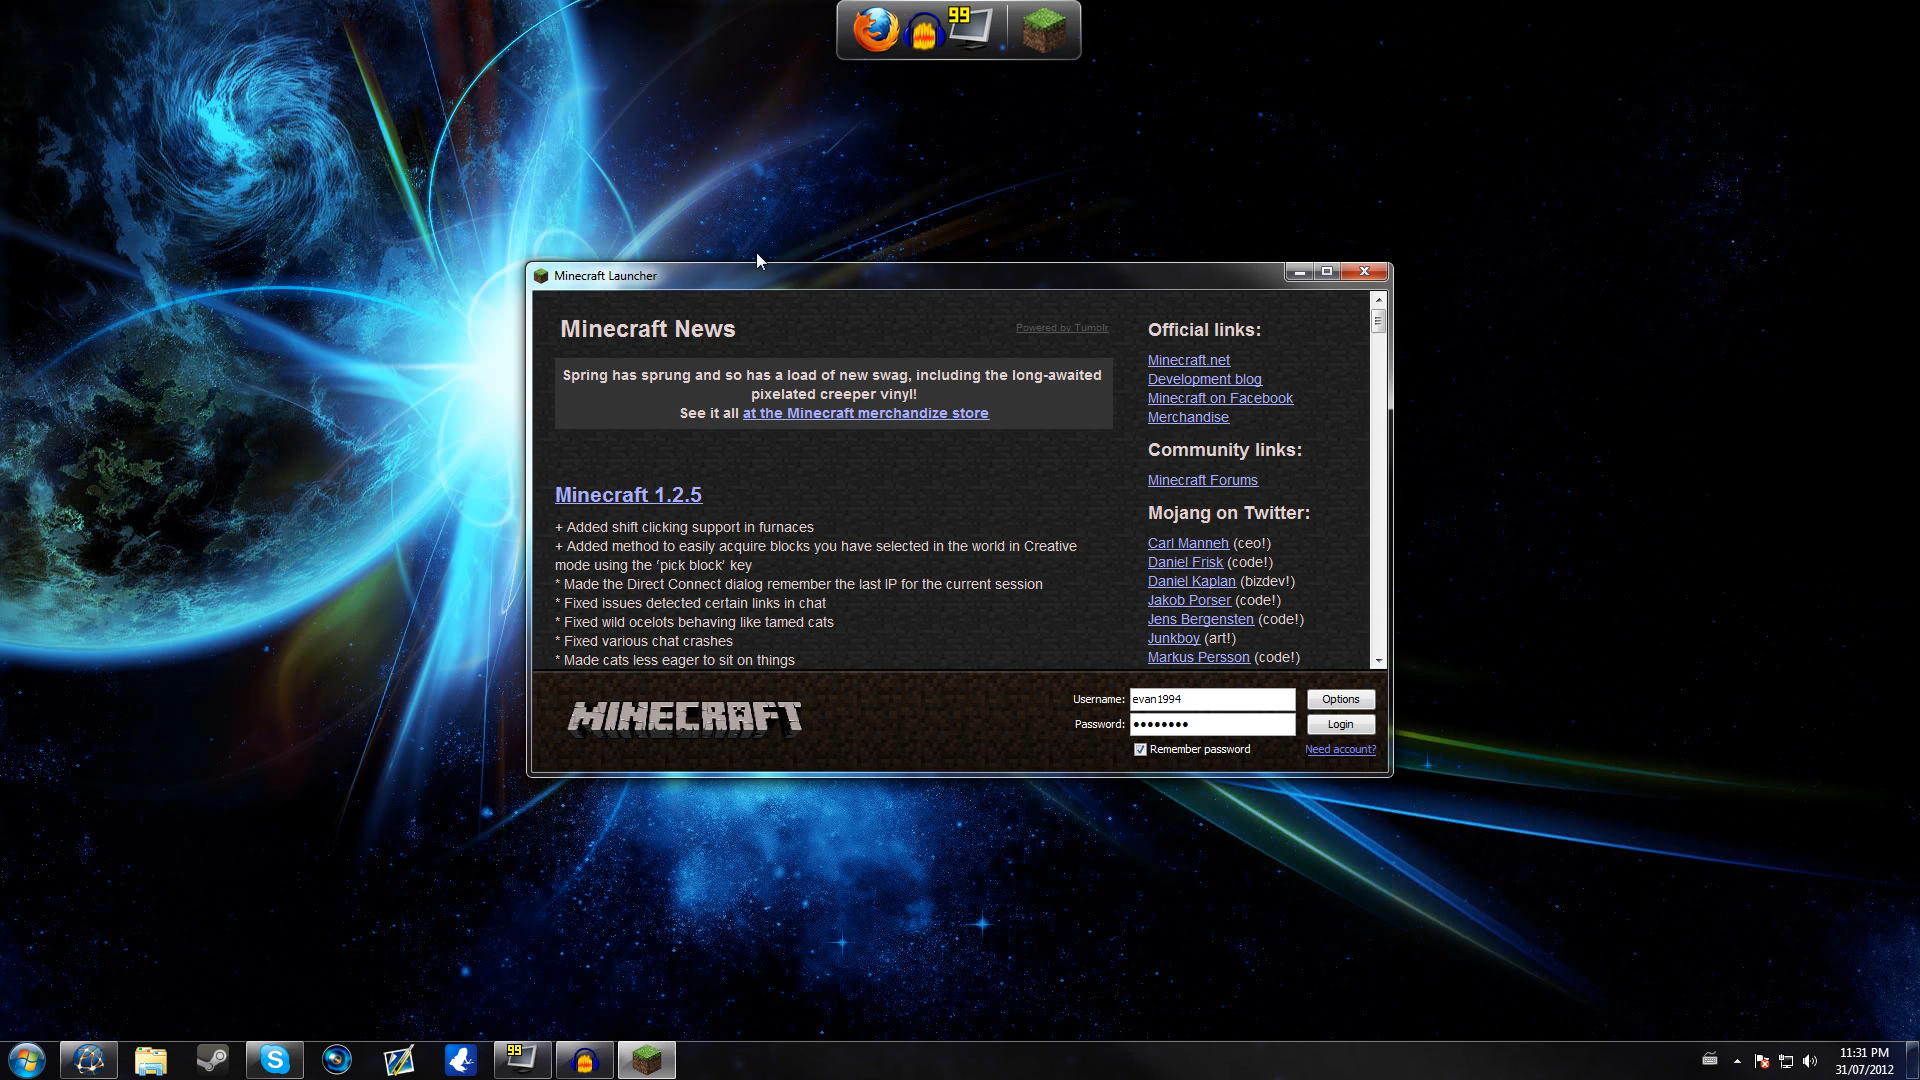 99
Minecraft Launcher
Minecraft News
Powered by Tumblr
Spring has sprung and so has a load of new swag, including the long-awaited
pixelated creeper vinyl!
See it all at the Minecraft merchandize store
Minecraft 1.2.5
+ Added shift clicking support in furnaces
+ Added method to easily acquire blocks you have selected in the world in Creative
mode using the 'pick block' key
* Made the Direct Connect dialog remember the last IP for the current session
* Fixed issues detected certain links in chat
* Fixed wild ocelots behaving like tamed cats
* Fixed various chat crashes
* Made cats less eager to sit on things
Official links:
Minecraft.net
Development blog
Minecraft on Facebook
Merchandise
Community links:
Minecraft Forums
Mojang on Twitter:
Carl Manneh (ceo!)
Daniel Frisk (code!)
Daniel Kaplan (bizdev!)
Jakob Porser (code!)
Jens Bergensten (code!)
Junkboy (art!)
Markus Persson (code!)
MINECRAFT
Username: evan1994
Options
Password: ••••••••
Login
Remember password
Need account?
99
11:31 PM
31/07/2012